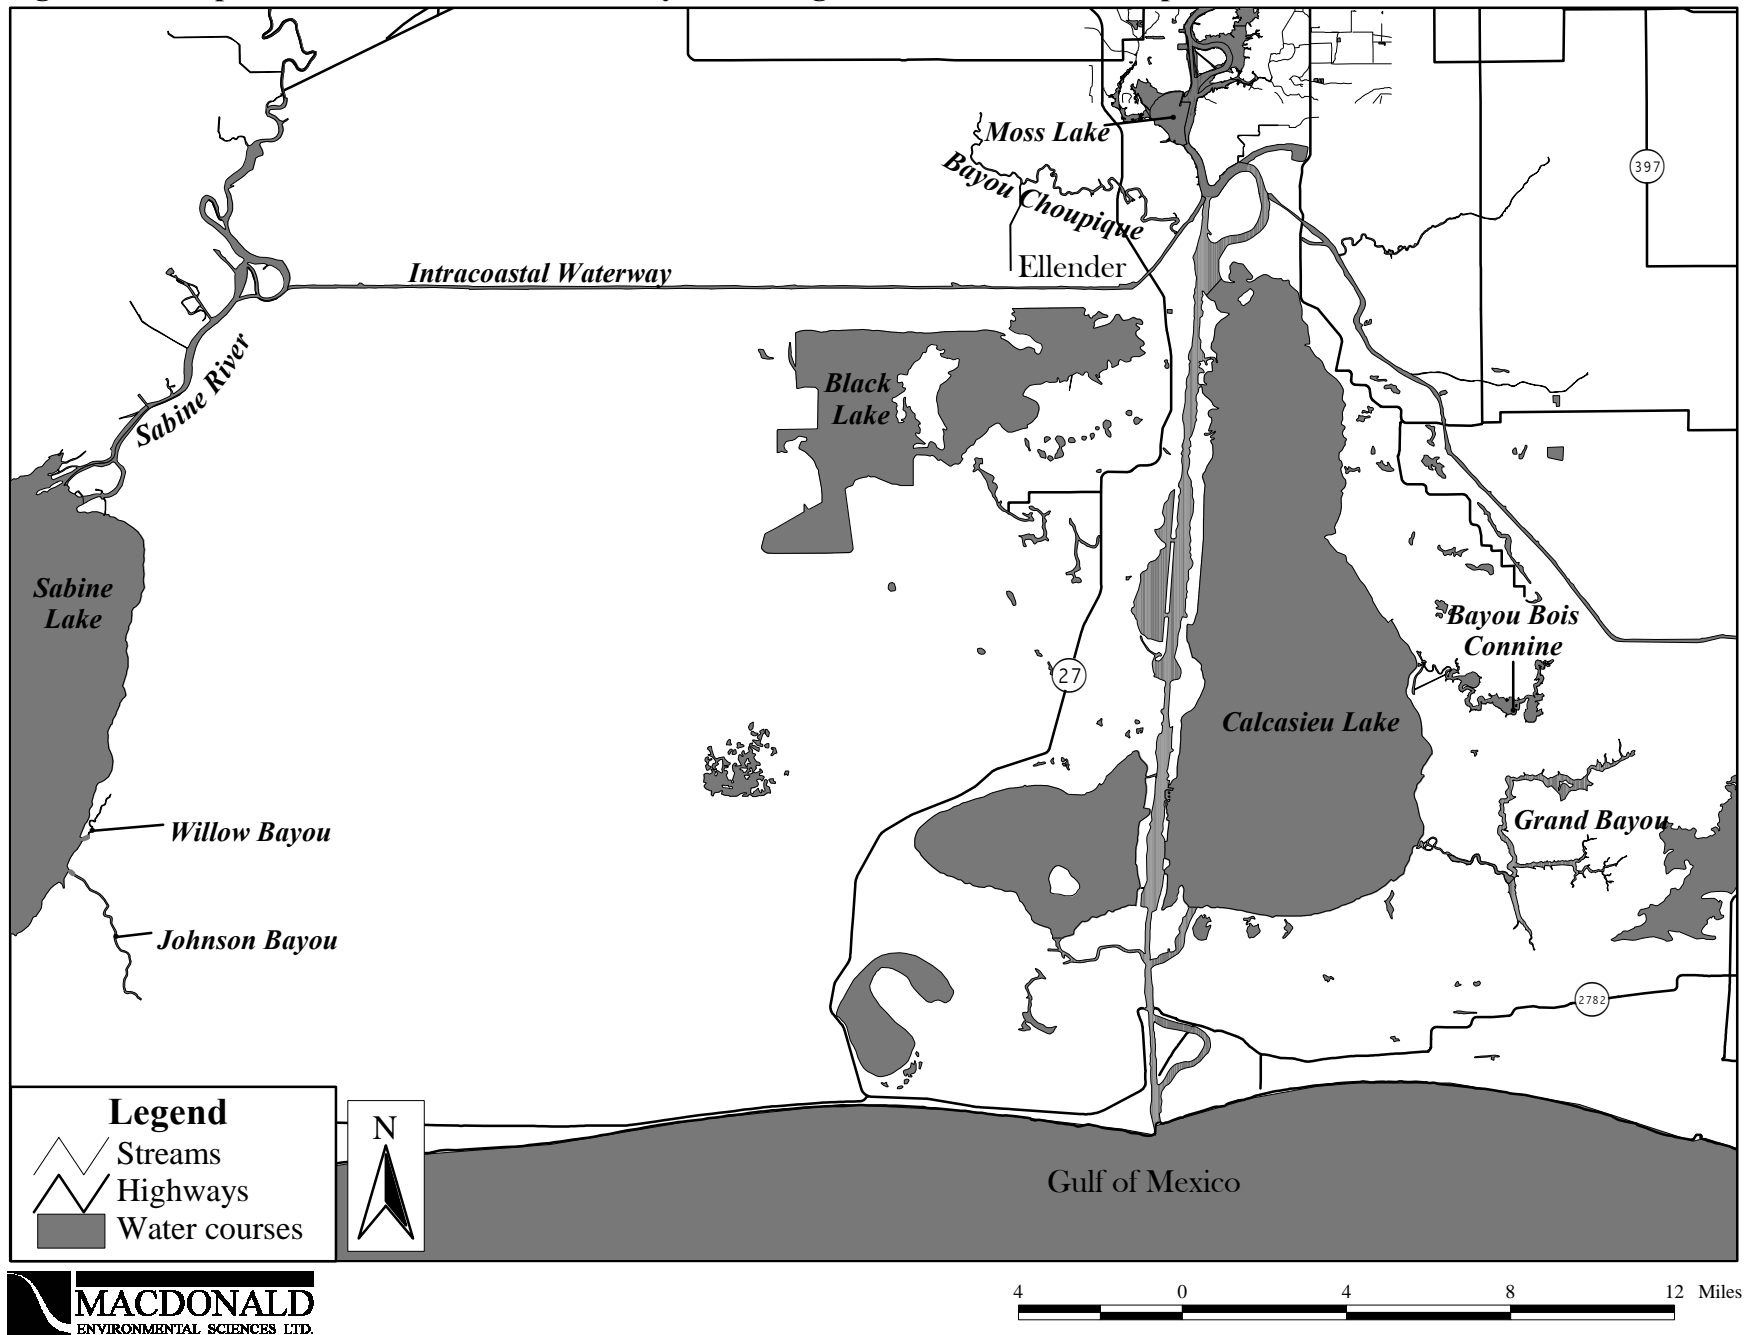 Moss Lake
Bayou Choupique
397
Ellender
Intracoastal Waterway
Sabine River
Black
Lake
Sabine
Lake
Bayou Bois
Connine
27
Calcasieu Lake
Grand Bayou
Willow Bayou
Johnson Bayou
2782
Legend
Streams
Highways
Water courses
N
Gulf of Mexico
MACDONALD
ENVIRONMENTAL SCIENCES LTD.
4 0 4 8 12 Miles